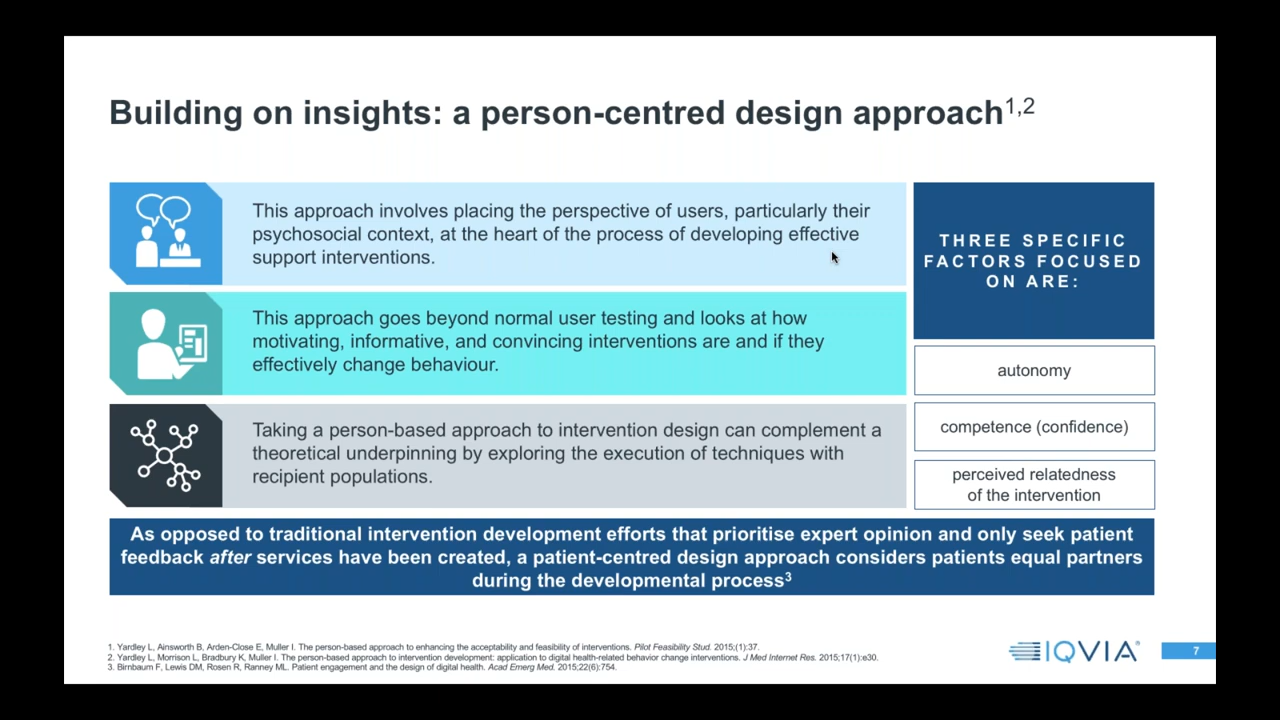 Building on insights: a person-centred design approach1,2
This approach involves placing the perspective of users, particularly their
psychosocial context, at the heart of the process of developing effective
support interventions.
This approach goes beyond normal user testing and looks at how
motivating, informative, and convincing interventions are and if they
effectively change behaviour.
Taking a person-based approach to intervention design can complement a
theoretical underpinning by exploring the execution of techniques with
recipient populations.
THREE SPECIFIC
FACTORS FOCUSED
ON ARE:
autonomy
competence (confidence)
perceived relatedness
of the intervention
As opposed to traditional intervention development efforts that prioritise expert opinion and only seek patient
feedback after services have been created, a patient-centred design approach considers patients equal partners
during the developmental process3
1. Yardley L, Ainsworth B, Arden-Close E, Muller I. The person-based approach to enhancing the acceptability and feasibility of interventions. Pilot Feasibility Stud. 2015;(1):37.
2. Yardley L, Morrison L, Bradbury K, Muller I. The person-based approach to intervention development: application to digital health-related behavior change interventions. J Med Internet Res. 2015;17(1):e30.
3. Birnbaum F, Lewis DM, Rosen R, Ranney ML. Patient engagement and the design of digital health. Acad Emerg Med. 2015;22(6):754.
IQVIA
7